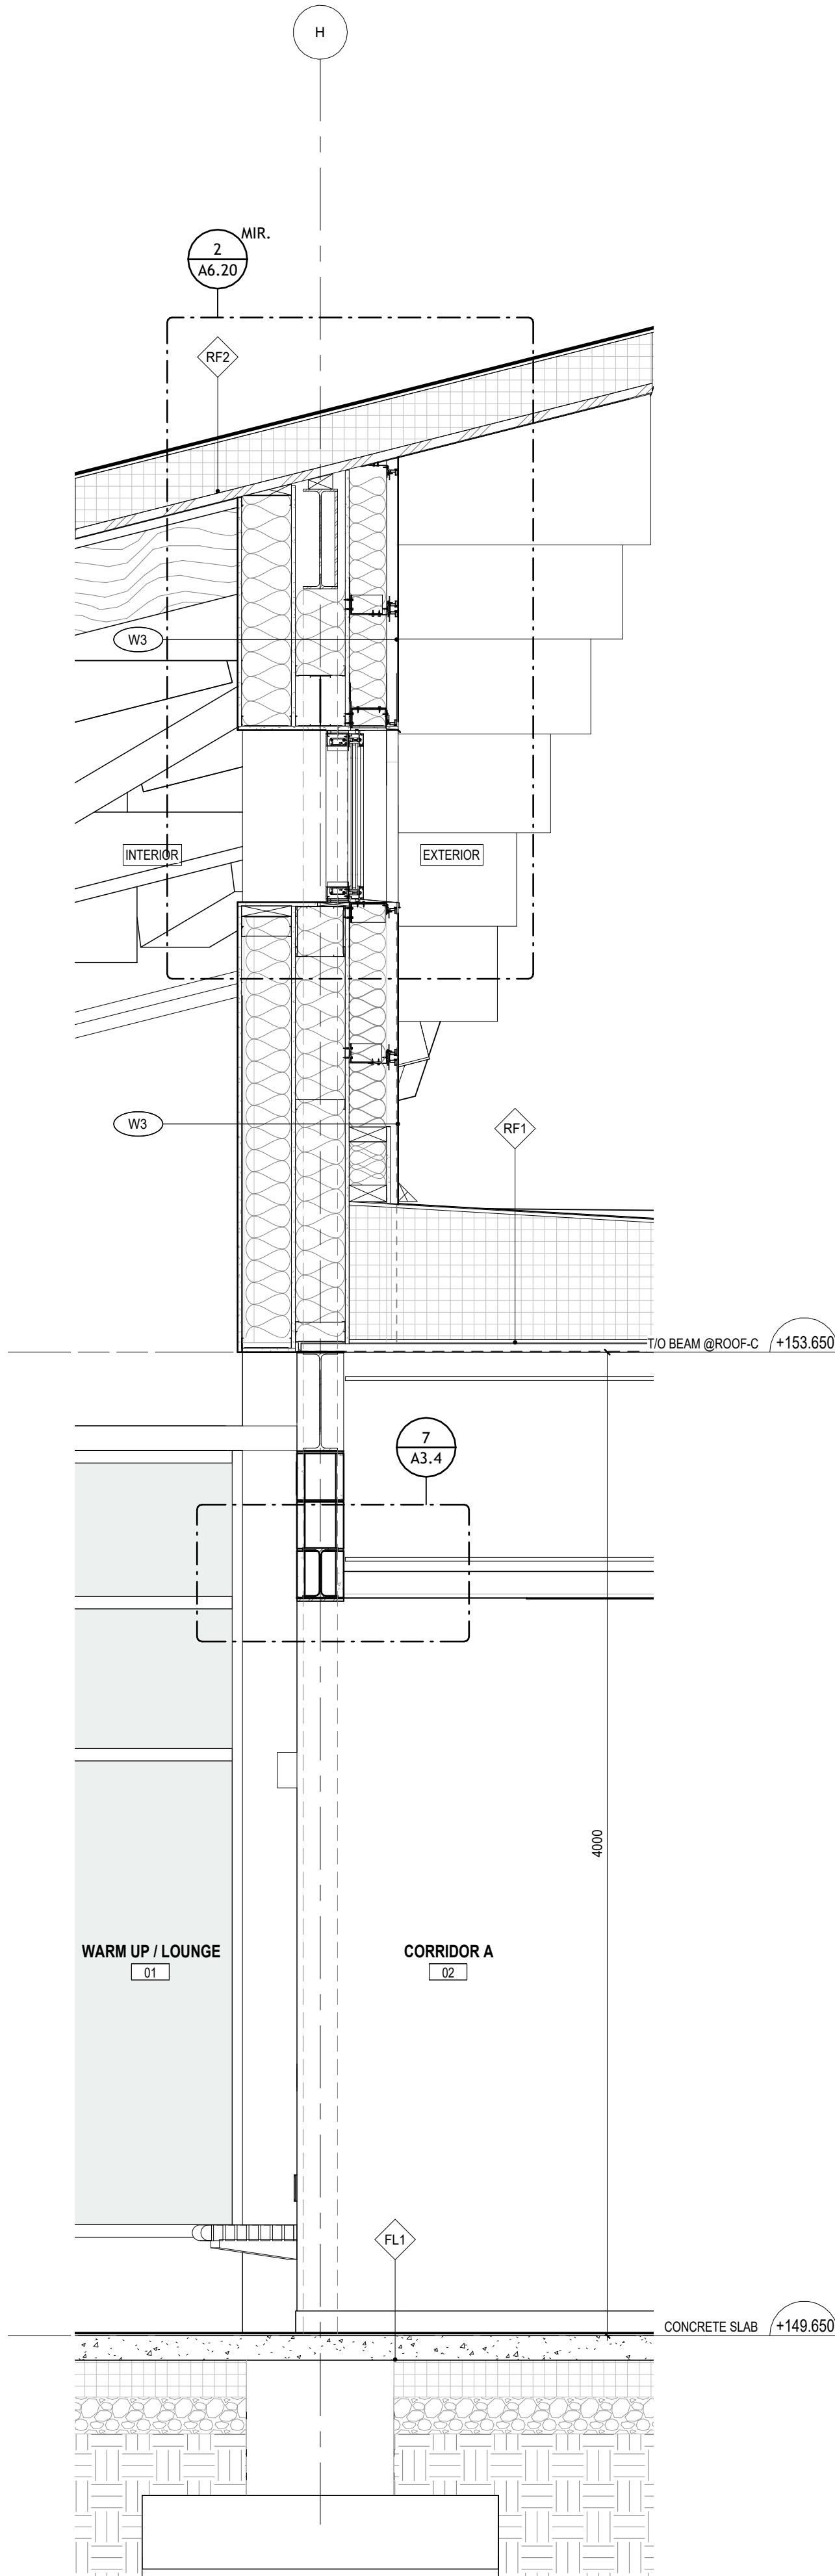 H
MIR.
2
A6.20
RF2
W3
INTERIOR
EXTERIOR
W3
RF1
T/O BEAM @ROOF-C
+153.650
7
A3.4
4000
WARM UP / LOUNGE
01
CORRIDOR A
02
FL1
CONCRETE SLAB
+149.650